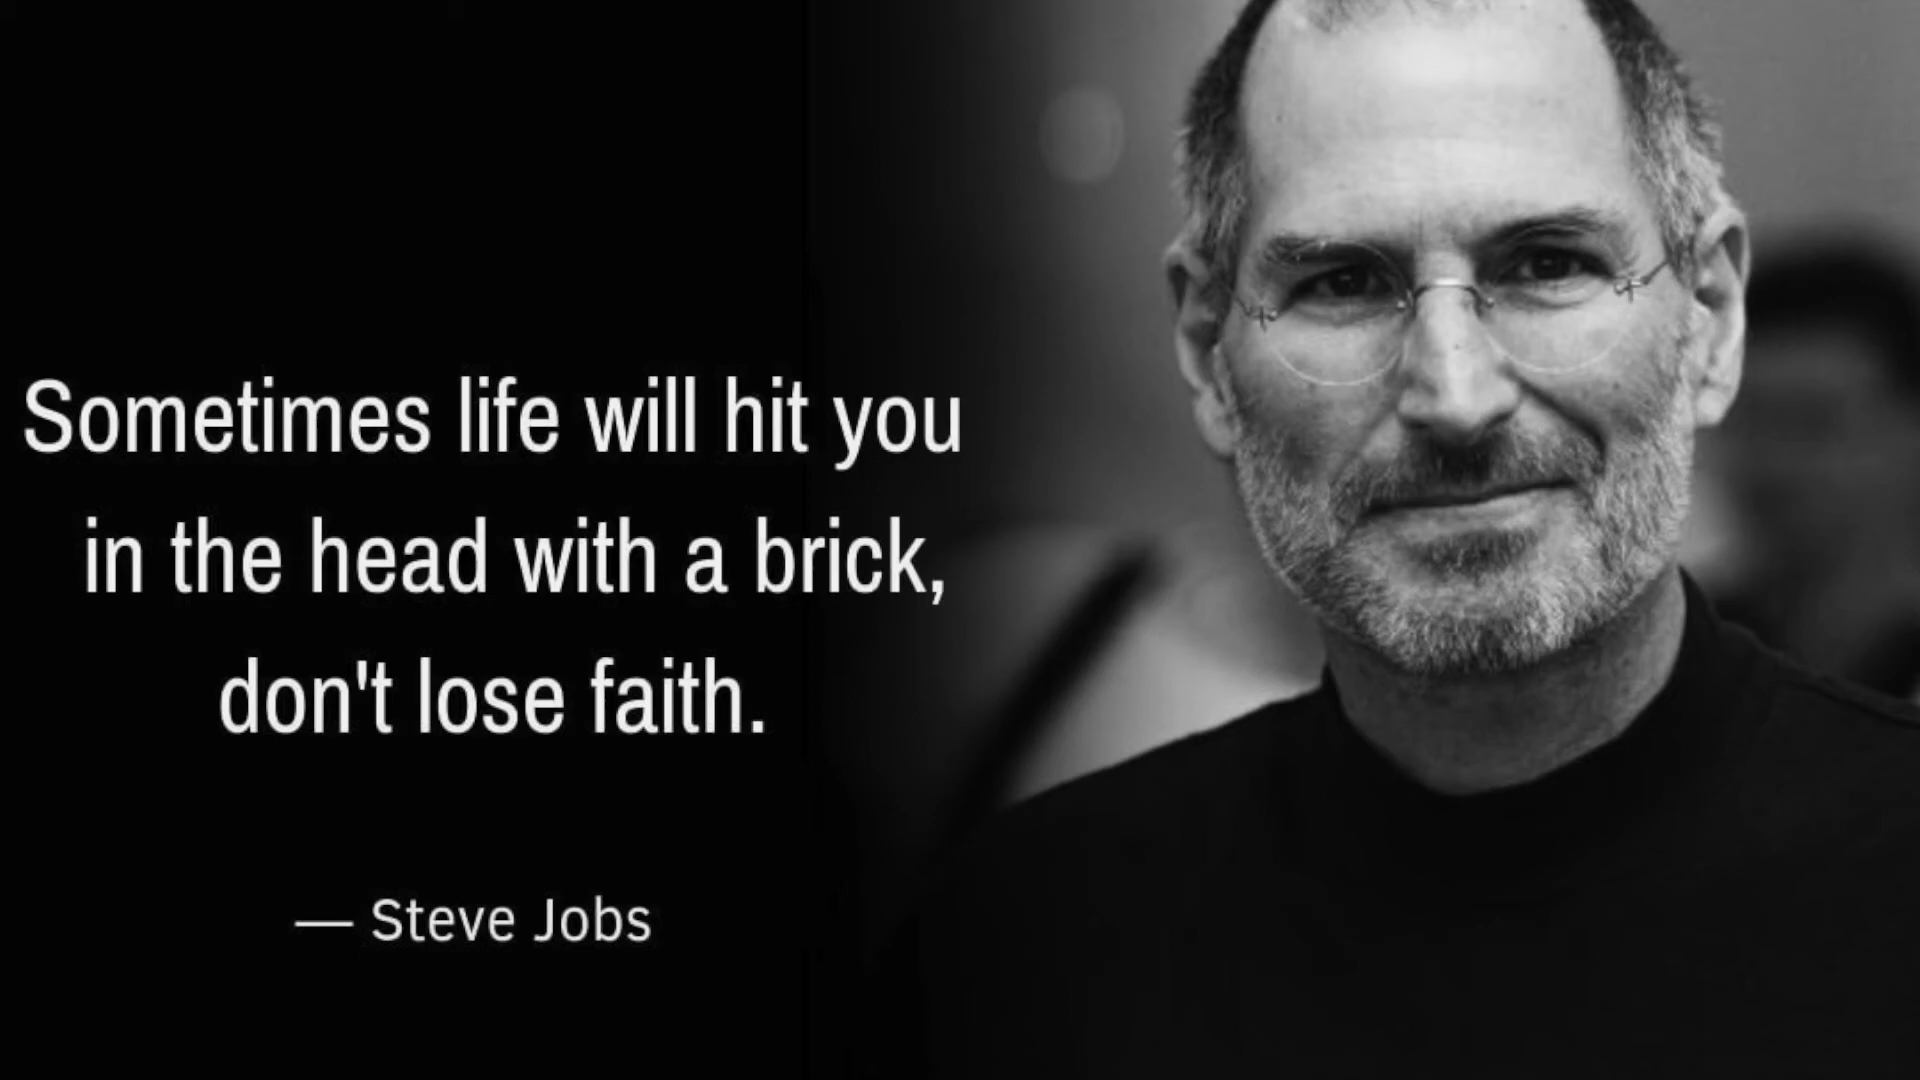 Sometimes life will hit you
in the head with a brick,
don't lose faith.
— Steve Jobs